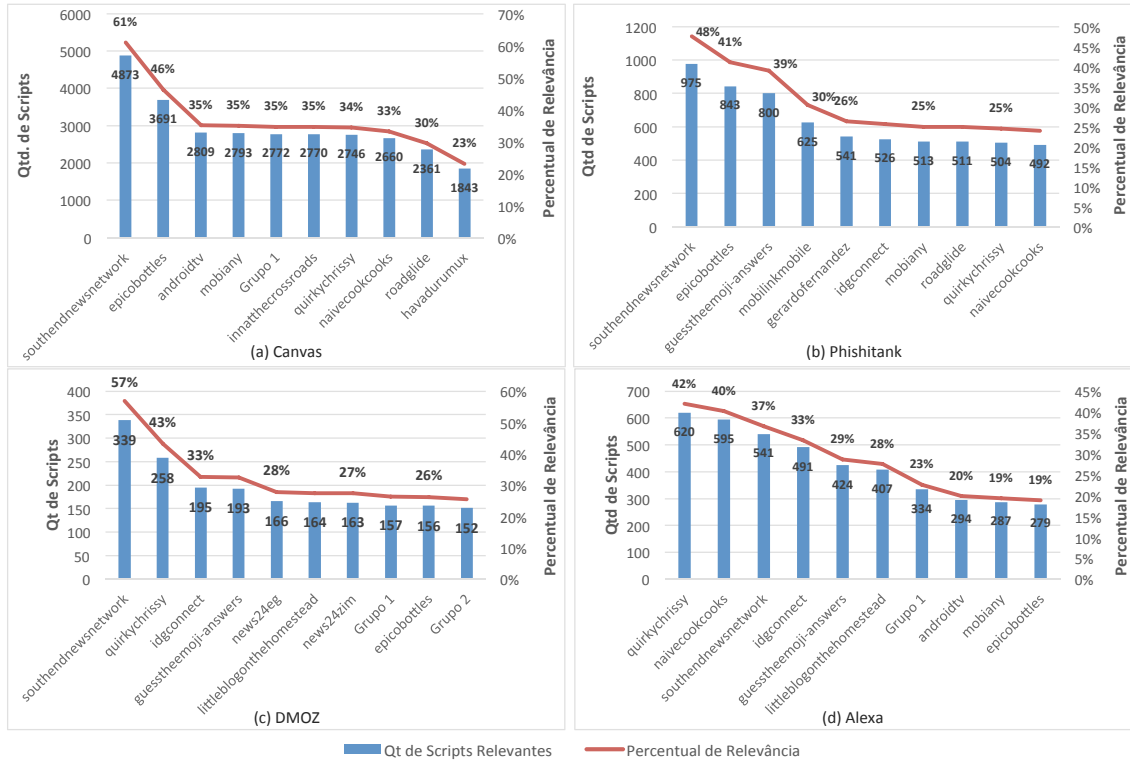 6000
5000
4000
3000
2000
1000
0
Qtd. de Scripts
70%
60%
50%
40%
30%
20%
10%
0%
Percentual de Relevância
61%
46%
35%
35%
35%
35%
34%
33%
30%
23%
4873
3691
2809
2793
2772
2770
2746
2660
2361
1843
southendnewsnetwork
epicobottles
androidtv
mobiany
Grupo 1
innatthecrossroads
quirkychrissy
naivecookcooks
roadglide
havadurumux
(a) Canvas
1200
1000
800
600
400
200
0
Qtd de Scripts
50%
45%
40%
35%
30%
25%
20%
15%
10%
5%
0%
Percentual de Relevância
48%
41%
39%
30%
26%
25%
25%
975
843
800
625
541
526
513
511
504
492
southendnewsnetwork
epicobottles
guesstheemoji-answers
mobilinkmobile
gerardofernandez
idgconnect
mobiany
roadglide
quirkychrissy
naivecookcooks
(b) Phishitank
400
350
300
250
200
150
100
50
0
Qt de Scripts
60%
50%
40%
30%
20%
10%
0%
Percentual de Relevância
57%
43%
33%
28%
27%
26%
339
258
195
193
166
164
163
157
156
152
southendnewsnetwork
quirkychrissy
idgconnect
guesstheemoji-answers
news24eg
littleblogonthehomestead
news24zim
Grupo 1
epicobottles
Grupo 2
(c) DMOZ
700
600
500
400
300
200
100
0
Qtd de Scripts
45%
40%
35%
30%
25%
20%
15%
10%
5%
0%
Percentual de Relevância
42%
40%
37%
33%
29%
28%
23%
20%
19%
19%
620
595
541
491
424
407
334
294
287
279
quirkychrissy
naivecookcooks
southendnewsnetwork
idgconnect
guesstheemoji-answers
littleblogonthehomestead
Grupo 1
androidtv
mobiany
epicobottles
(d) Alexa
Qt de Scripts Relevantes
Percentual de Relevância